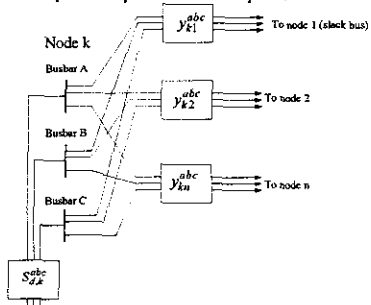 y_{k1}^{abc}
To node 1 (slack bus)
Node k
Busbar A
y_{k2}^{abc}
To node 2
Busbar B
y_{kn}^{abc}
To node n
Busbar C
S_{d,k}^{abc}